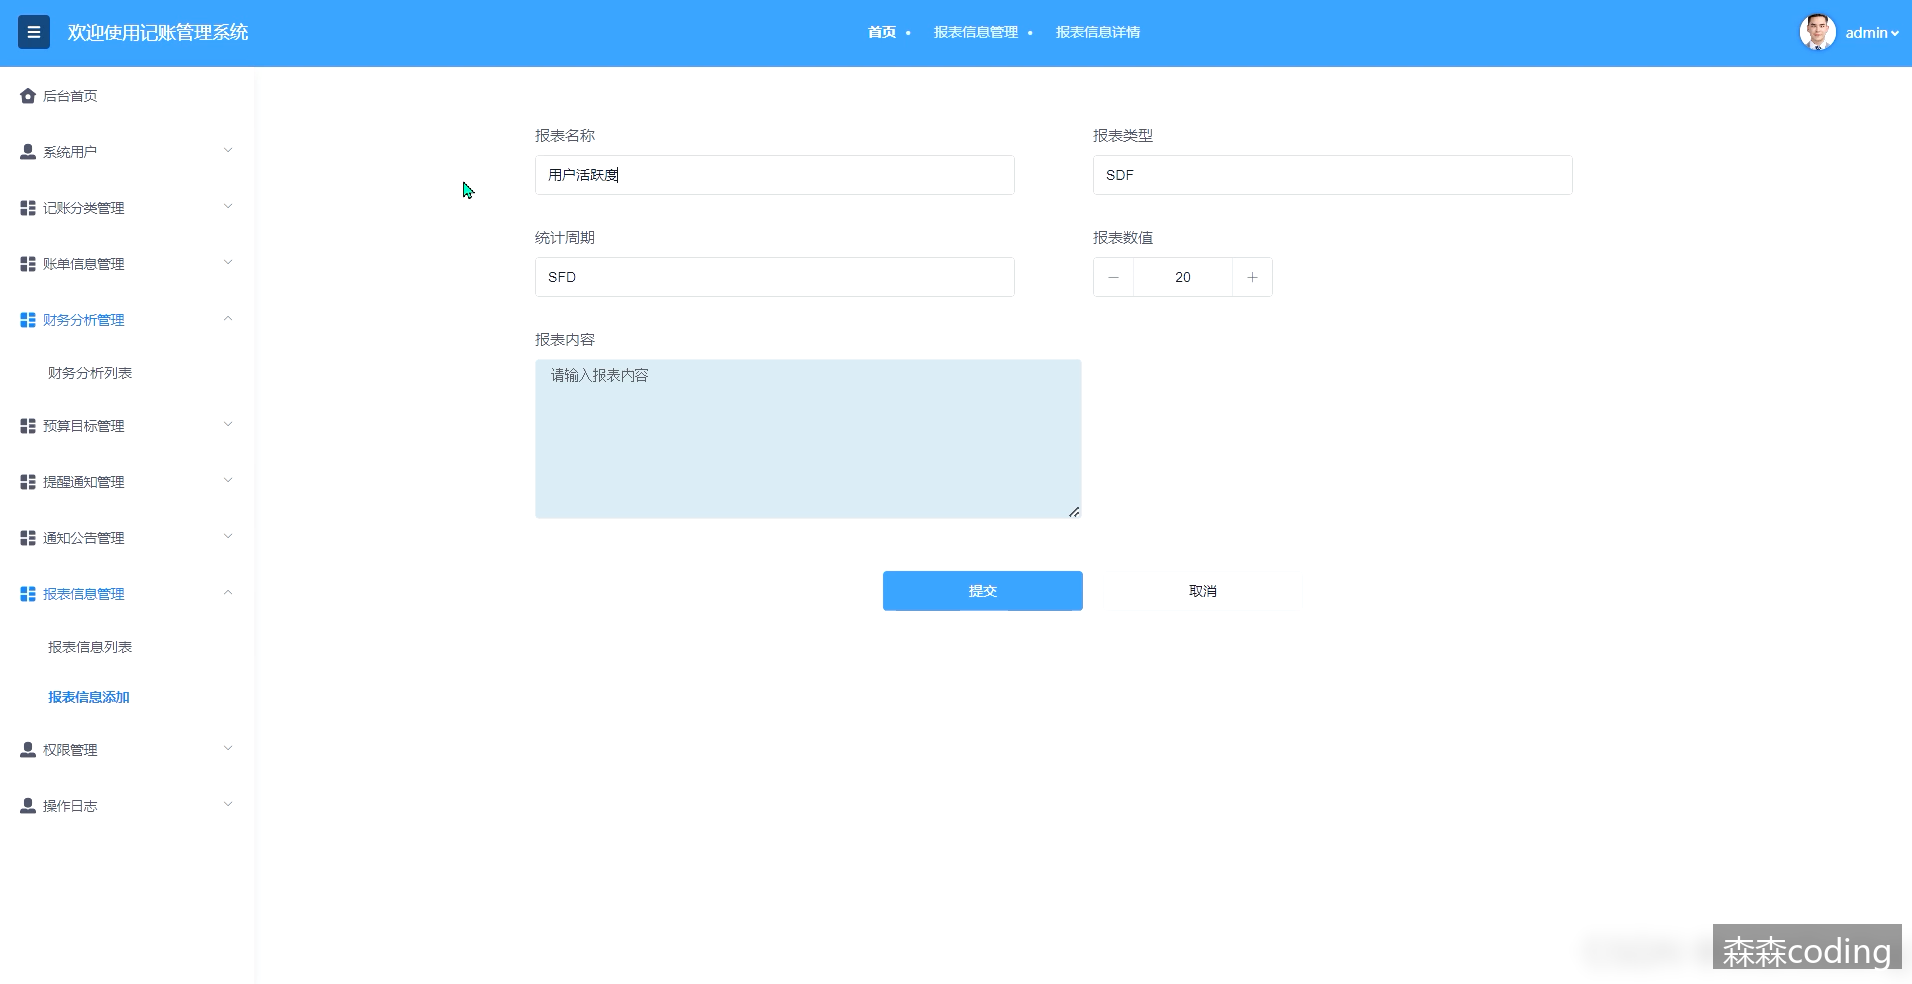 欢迎使用记账管理系统
首页
报表信息管理
报表信息详情
admin
后台首页
系统用户
记账分类管理
账单信息管理
财务分析管理
财务分析列表
预算目标管理
提醒通知管理
通知公告管理
报表信息管理
报表信息列表
报表信息添加
权限管理
操作日志
报表名称
用户活跃度
报表类型
SDF
统计周期
SFD
报表数值
20
报表内容
请输入报表内容
提交
取消
森森coding